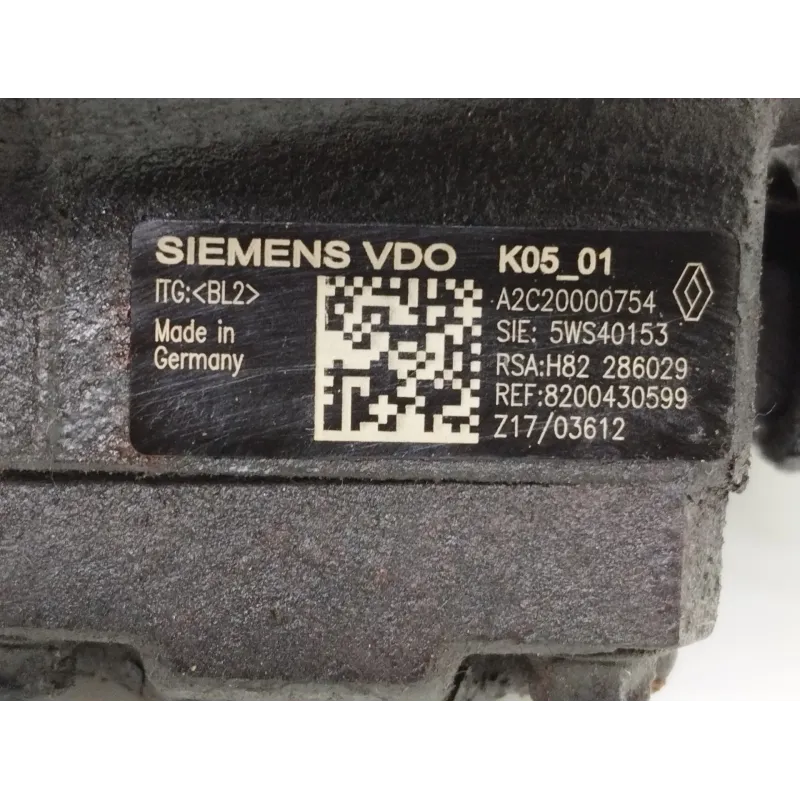 SIEMENS VDO K05_01
ITG:<BL2> A2C20000754
Made in SIE: 5WS40153
Germany RSA:H82 286029
REF:8200430599
Z17/03612